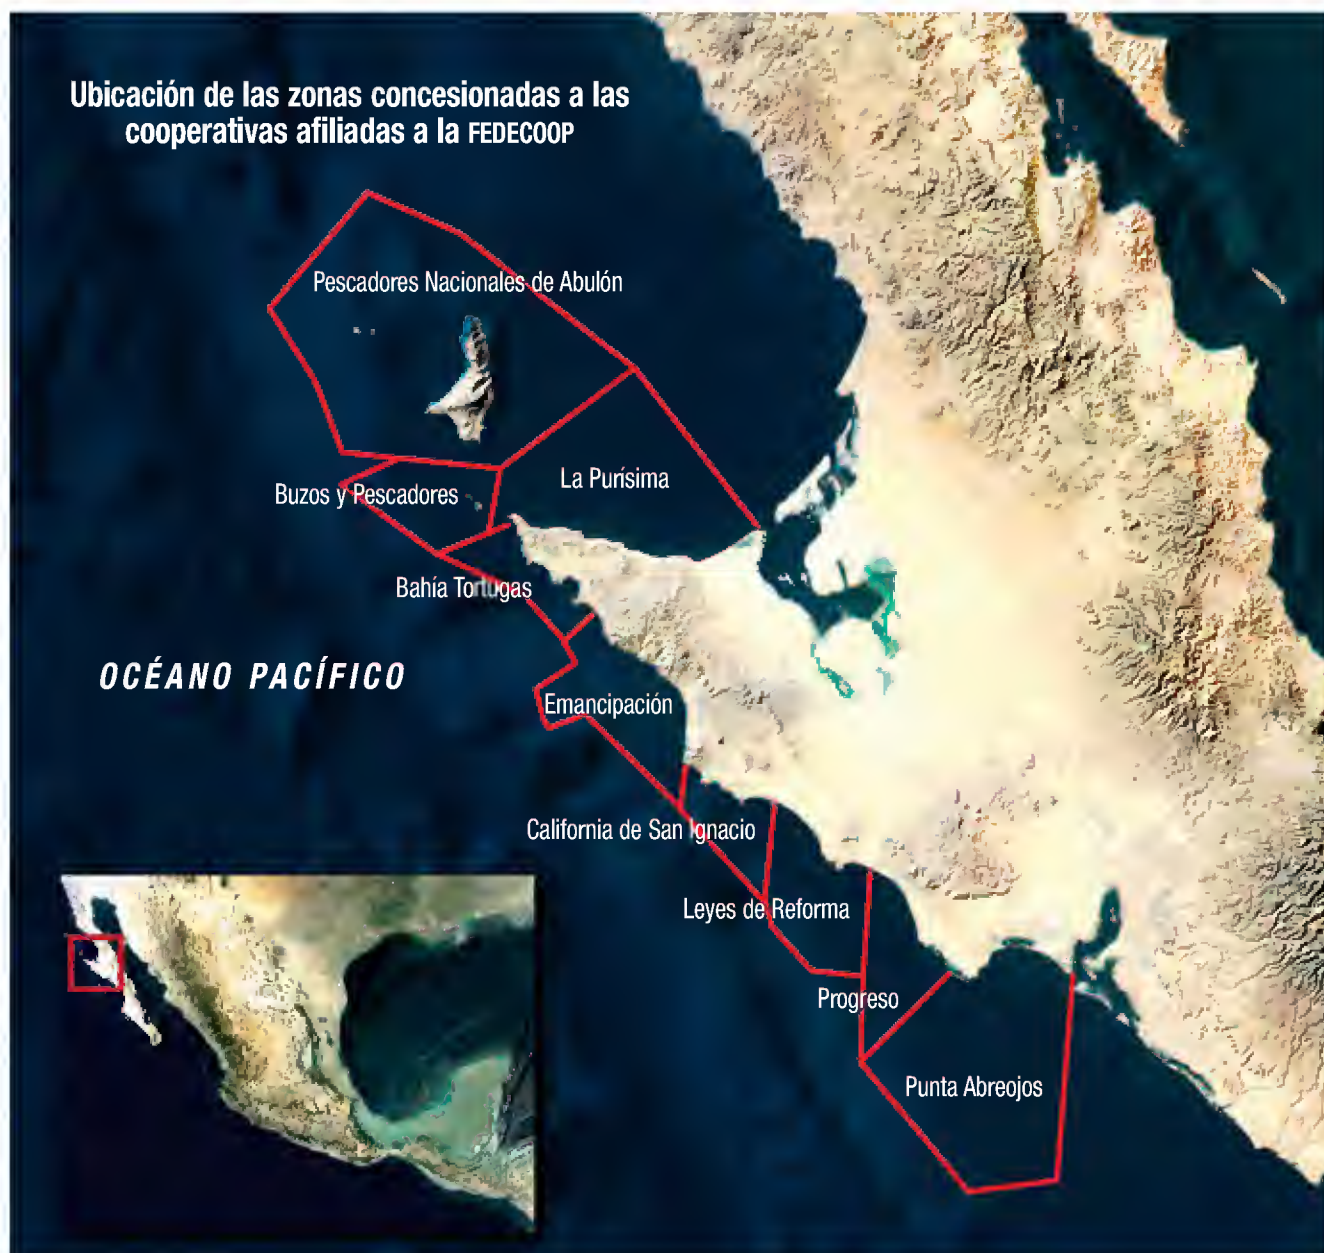 Ubicación de las zonas concesionadas a las
cooperativas afiliadas a la FEDECOOP
Pescadores Nacionales de Abulón
La Purísima
Buzos y Pescadores
Bahía Tortugas
OCÉANO PACÍFICO
Emancipación
California de San Ignacio
Leyes de Reforma
Progreso
Punta Abreojos